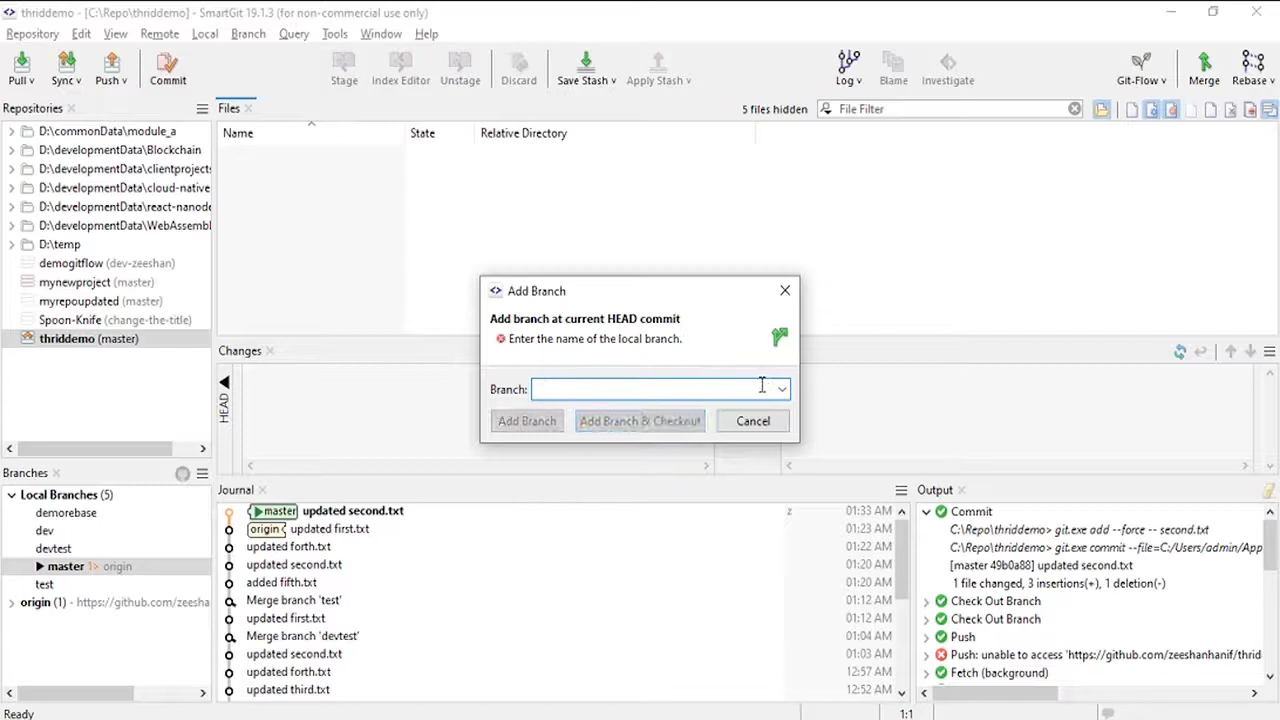 thriddemo - [C:\Repo\thriddemo] - SmartGit 19.1.3 (for non-commercial use only)
Repository Edit View Remote Local Branch Query Tools Window Help
Pull Sync Push Commit Stage Index Editor Unstage Discard Save Stash Apply Stash Log Blame Investigate Git-Flow Merge Rebase
Repositories
Files
5 files hidden
File Filter
Name State Relative Directory
D:\commonData\module_a
D:\developmentData\Blockchain
D:\developmentData\clientprojects
D:\developmentData\cloud-native
D:\developmentData\react-node
D:\developmentData\WebAssembl
D:\temp
demogitflow (dev-zeeshan)
mynewproject (master)
myrepoupdated (master)
Spoon-Knife (change-the-title)
thriddemo (master)
Add Branch
Add branch at current HEAD commit
Enter the name of the local branch.
Branch:
Add Branch Add Branch & Checkout Cancel
Changes
HEAD
Branches
Local Branches (5)
demorebase
dev
devtest
master 1> origin
test
origin (1) - https://github.com/zeesha
Journal
master updated second.txt 01:33 AM
origin updated first.txt 01:23 AM
updated forth.txt 01:22 AM
updated second.txt 01:20 AM
added fifth.txt 01:20 AM
Merge branch 'test' 01:12 AM
updated first.txt 01:12 AM
Merge branch 'devtest' 01:04 AM
updated second.txt 01:03 AM
updated forth.txt 12:57 AM
updated third.txt 12:52 AM
Output
Commit
C:\Repo\thriddemo> git.exe add --force -- second.txt
C:\Repo\thriddemo> git.exe commit --file=C:/Users/admin/App
[master 49b0a88] updated second.txt
1 file changed, 3 insertions(+), 1 deletion(-)
Check Out Branch
Check Out Branch
Push
Push: unable to access 'https://github.com/zeeshanhanif/thrid
Fetch (background)
Ready
1:1